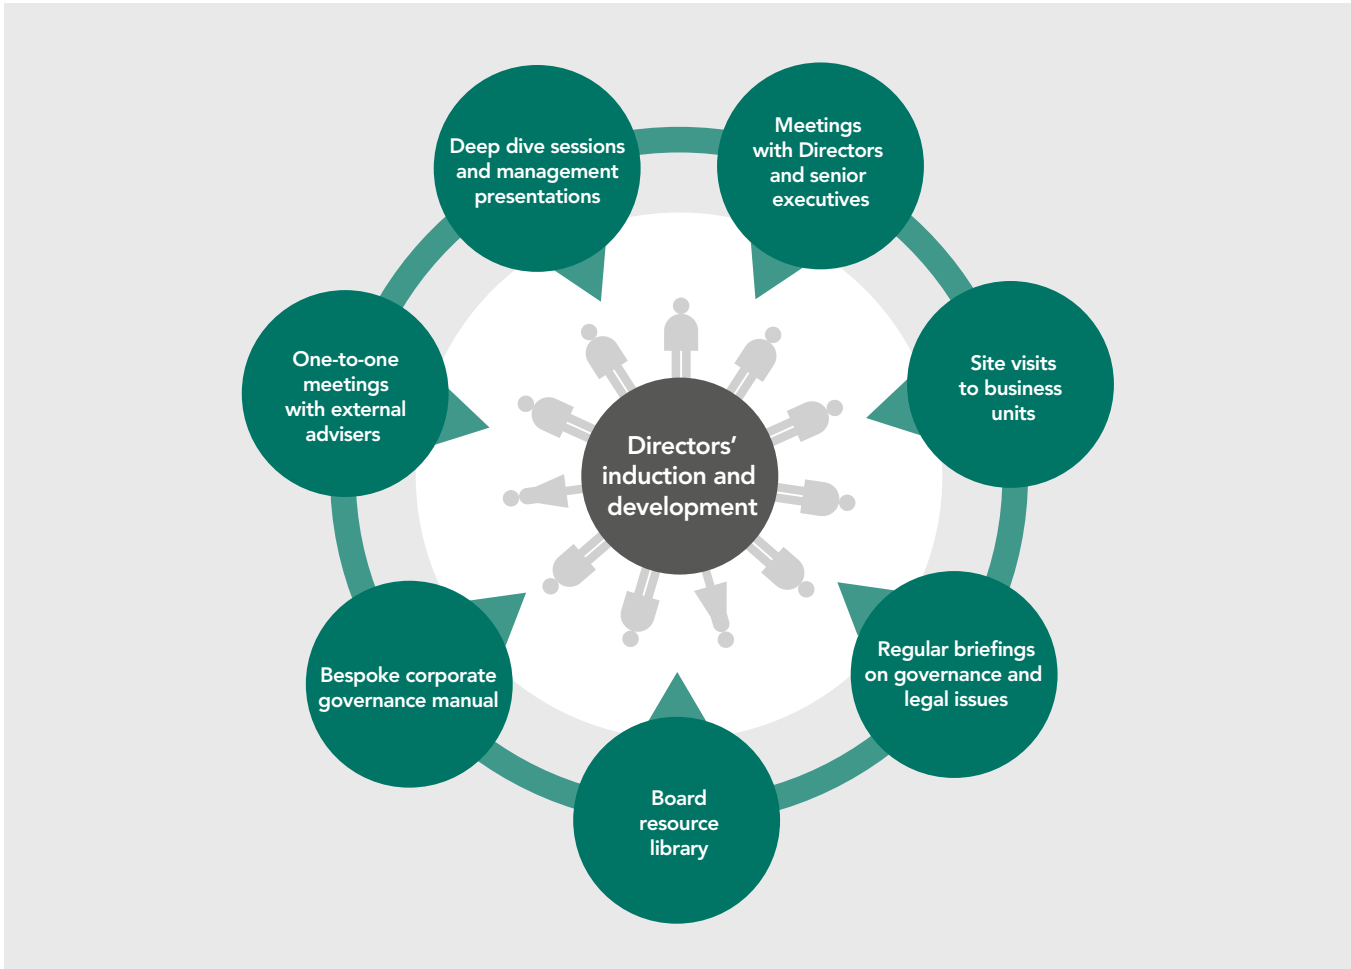 Deep dive sessions
and management
presentations
Meetings
with Directors
and senior
executives
One-to-one
meetings
with external
advisers
Site visits
to business
units
Directors’
induction and
development
Bespoke corporate
governance manual
Regular briefings
on governance and
legal issues
Board
resource
library